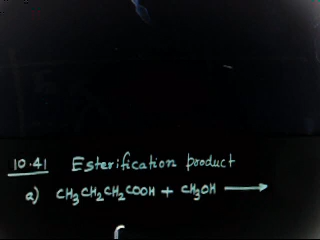 10.41 Esterification product
a) CH₃CH₂CH₂COOH + CH₃OH ⟶